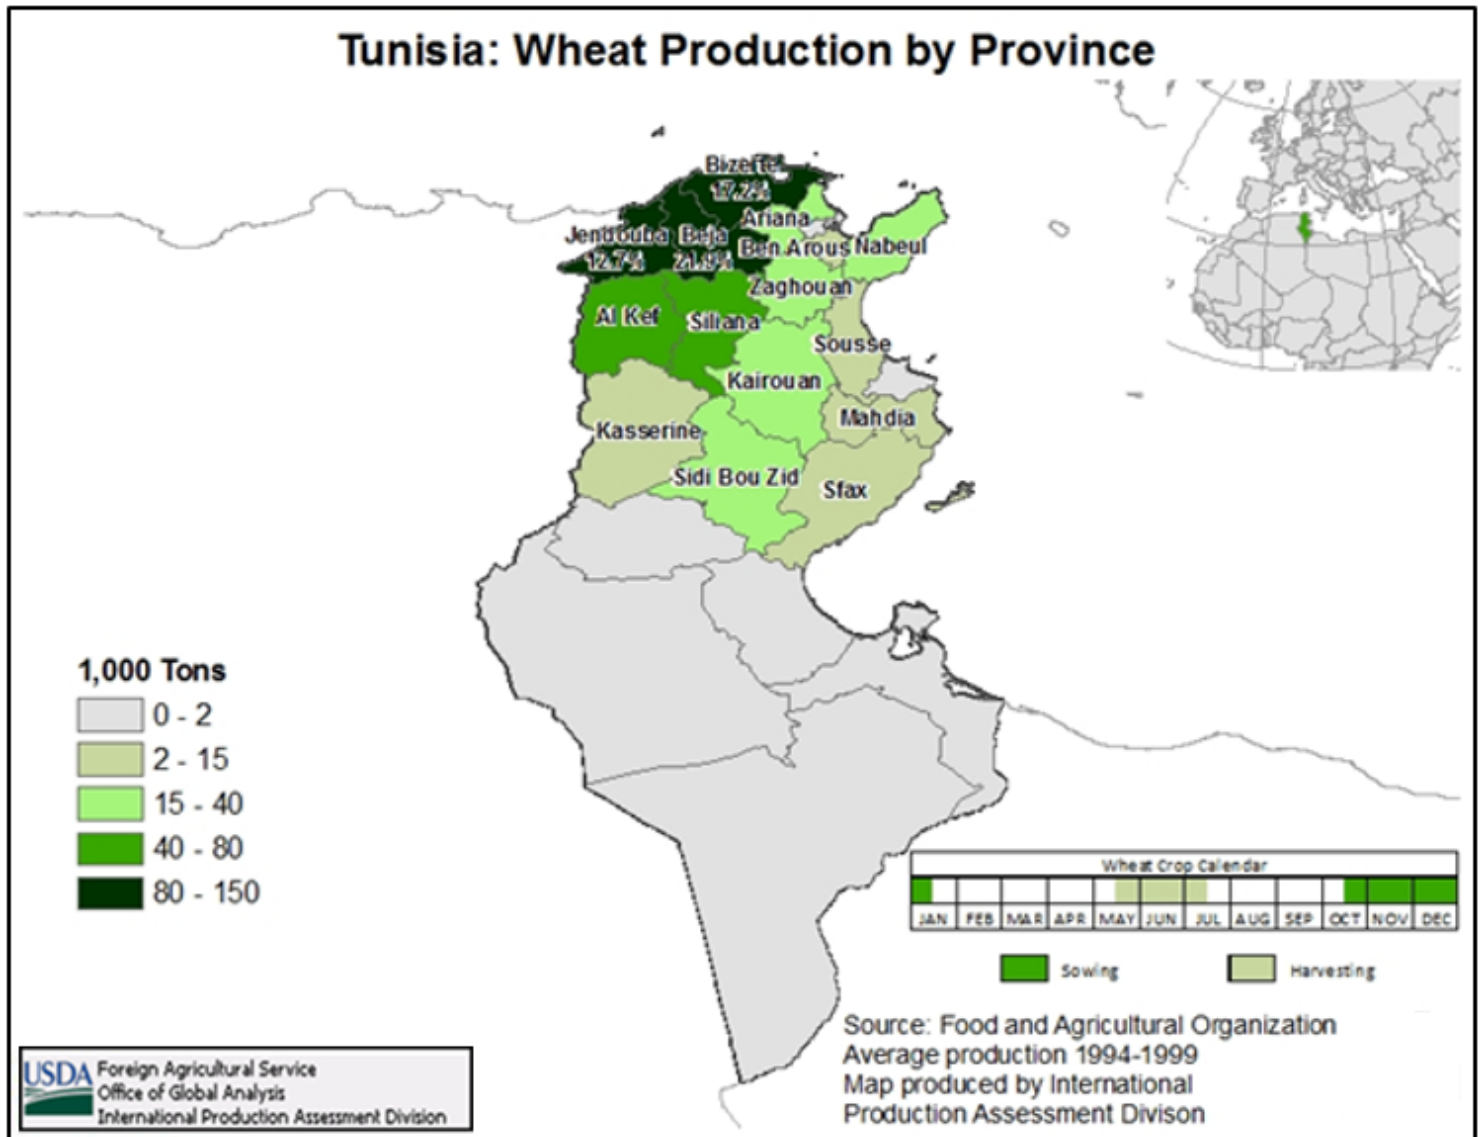 Tunisia: Wheat Production by Province
Bizerte
17.2%
Ariana
Jendouba Beja
Ben Arous Nabeul
12.7% 21.9%
Zaghouan
Al Kef
Siliana
Sousse
Kairouan
Mahdia
Kasserine
Sidi Bou Zid
Sfax
1,000 Tons
0 - 2
2 - 15
15 - 40
40 - 80
80 - 150
Wheat Crop Calendar
JAN FEB MAR APR MAY JUN JUL AUG SEP OCT NOV DEC
Sowing Harvesting
Source: Food and Agricultural Organization
Average production 1994-1999
Map produced by International
Production Assessment Divison
USDA
Foreign Agricultural Service
Office of Global Analysis
International Production Assessment Division